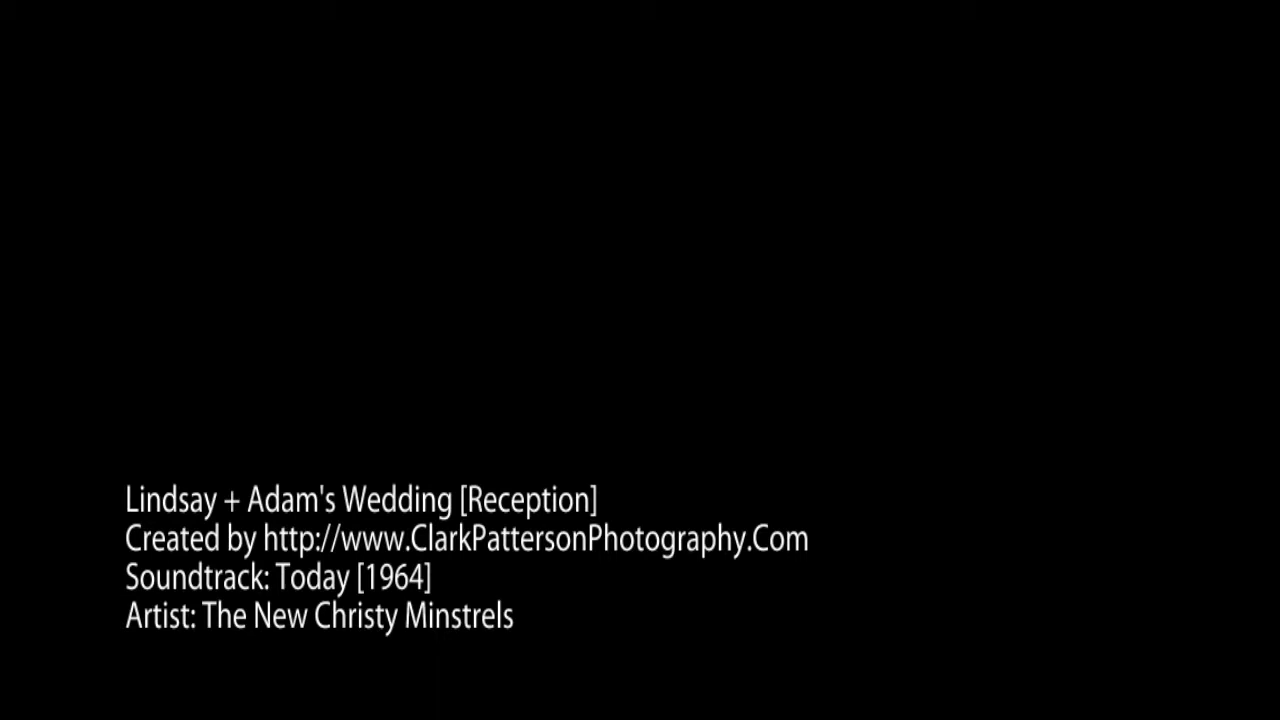 Lindsay + Adam's Wedding [Reception]
Created by http://www.ClarkPattersonPhotography.Com
Soundtrack: Today [1964]
Artist: The New Christy Minstrels